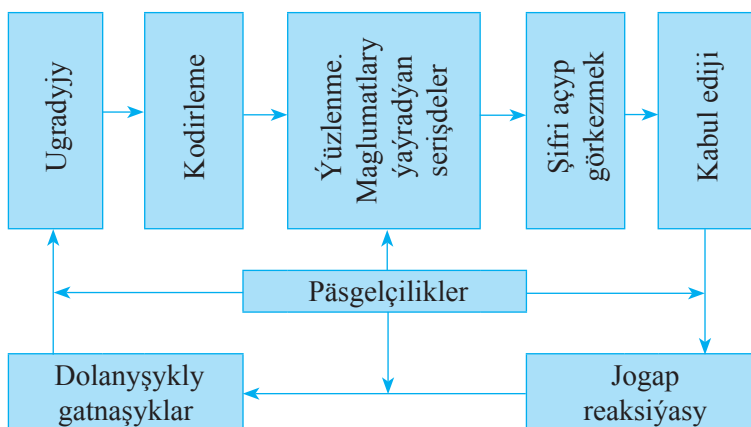 Ugradyjy
Kodirleme
Ýüzlenme.
Maglumatlary
ýaýradýan
serişdeler
Şifri açyp
görkezmek
Kabul ediji
Päsgelçilikler
Dolanyşykly
gatnaşyklar
Jogap
reaksiýasy